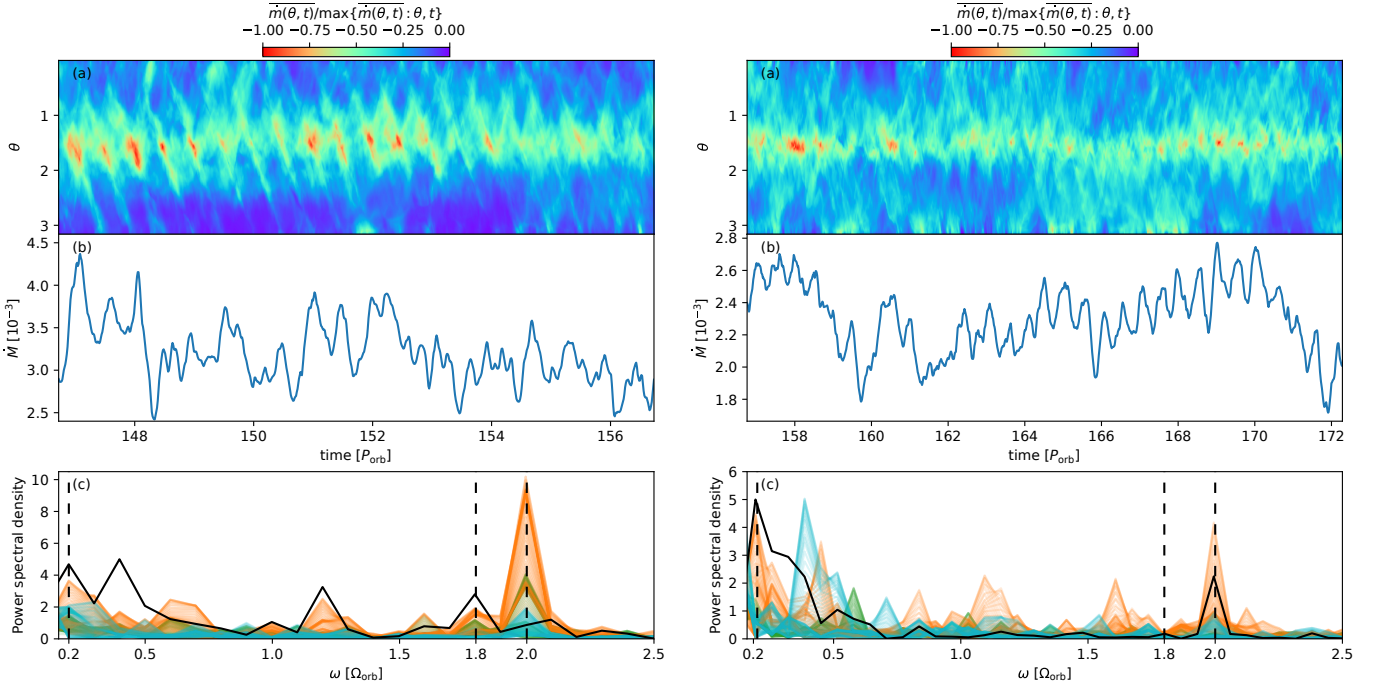 $\overline{\dot{m}(\theta, t)}/\max\{\overline{\dot{m}(\theta, t)} : \theta, t\}$
−1.00 −0.75 −0.50 −0.25 0.00
(a)
θ
1
2
3
(b)
Ṁ [10⁻³]
4.5
4.0
3.5
3.0
2.5
148 150 152 154 156
time [P_orb]
(c)
Power spectral density
10
8
6
4
2
0
0.2 0.5 1.0 1.5 1.8 2.0 2.5
ω [Ω_orb]
$\overline{\dot{m}(\theta, t)}/\max\{\overline{\dot{m}(\theta, t)} : \theta, t\}$
−1.00 −0.75 −0.50 −0.25 0.00
(a)
θ
1
2
3
(b)
Ṁ [10⁻³]
2.8
2.6
2.4
2.2
2.0
1.8
158 160 162 164 166 168 170 172
time [P_orb]
(c)
Power spectral density
6
5
4
3
2
1
0
0.2 0.5 1.0 1.5 1.8 2.0 2.5
ω [Ω_orb]